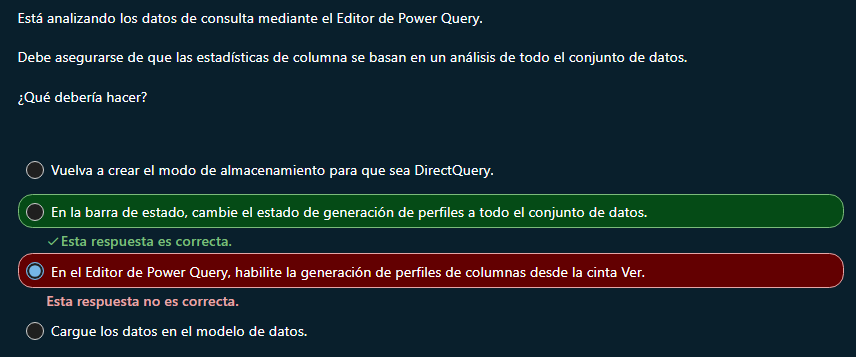 Está analizando los datos de consulta mediante el Editor de Power Query.
Debe asegurarse de que las estadísticas de columna se basan en un análisis de todo el conjunto de datos.
¿Qué debería hacer?
Vuelva a crear el modo de almacenamiento para que sea DirectQuery.
En la barra de estado, cambie el estado de generación de perfiles a todo el conjunto de datos.
Esta respuesta es correcta.
En el Editor de Power Query, habilite la generación de perfiles de columnas desde la cinta Ver.
Esta respuesta no es correcta.
Cargue los datos en el modelo de datos.